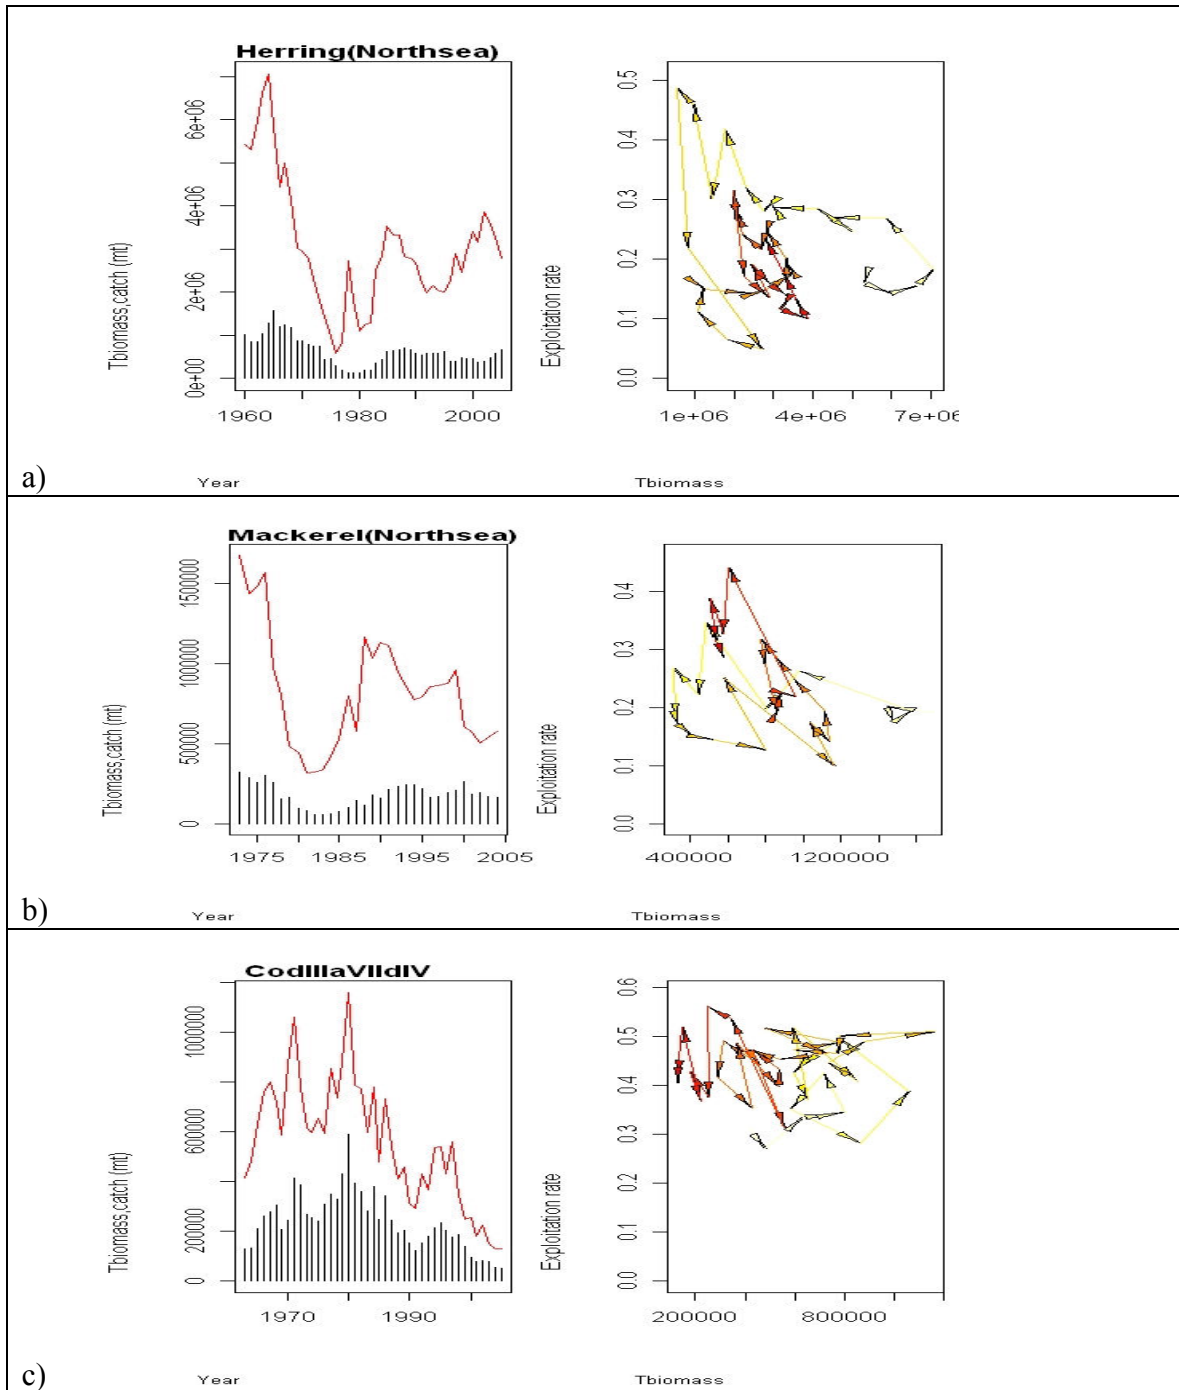 Herring(Northsea)
Tbiomass,catch (mt)
0e+00 2e+06 4e+06 6e+06
1960 1980 2000
Year
Exploitation rate
0.0 0.1 0.2 0.3 0.4 0.5
1e+06 4e+06 7e+0
Tbiomass
a)
Mackerel(Northsea)
Tbiomass,catch (mt)
0 500000 1000000 1500000
1975 1985 1995 2005
Year
Exploitation rate
0.0 0.1 0.2 0.3 0.4
400000 1200000
Tbiomass
b)
CodIIIaVIIdIV
Tbiomass,catch (mt)
0 200000 600000 1000000
1970 1990
Year
Exploitation rate
0.0 0.1 0.2 0.3 0.4 0.5 0.6
200000 800000
Tbiomass
c)